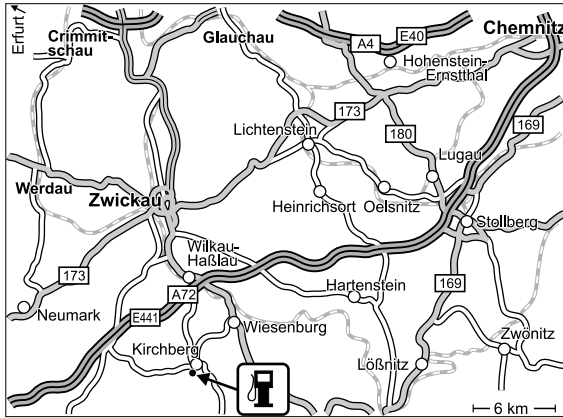 Erfurt
Crimmit-
schau
Glauchau
Chemnitz
A4
E40
Hohenstein-
Ernstthal
173
169
Lichtenstein
180
Lugau
Werdau
Zwickau
Heinrichsort
Oelsnitz
Stollberg
Wilkau-
Haßlau
173
A72
Hartenstein
169
Neumark
E441
Wiesenburg
Zwönitz
Kirchberg
Lößnitz
6 km